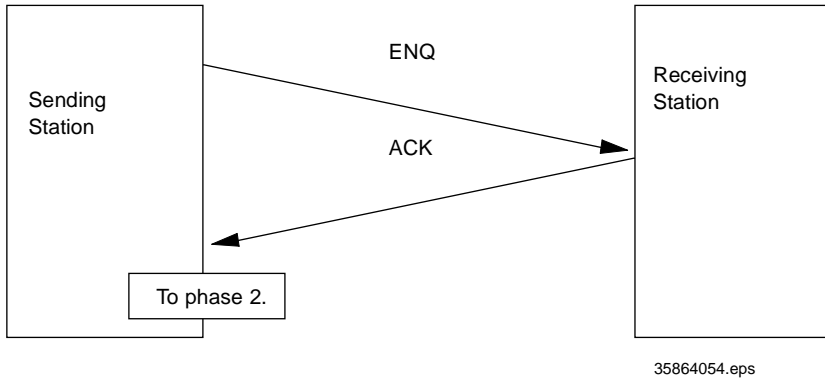 ENQ
Sending
Station
Receiving
Station
ACK
To phase 2.
35864054.eps